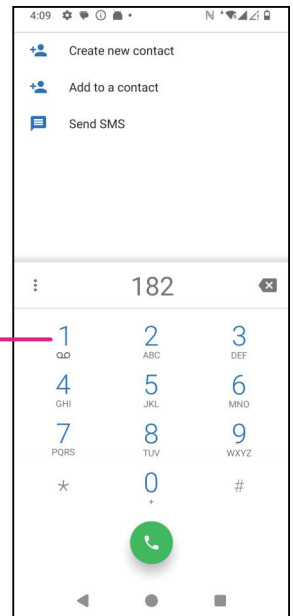 4:09
Create new contact
Add to a contact
Send SMS
182
1 2 3
ABC DEF
4 5 6
GHI JKL MNO
7 8 9
PQRS TUV WXYZ
* 0 #
+